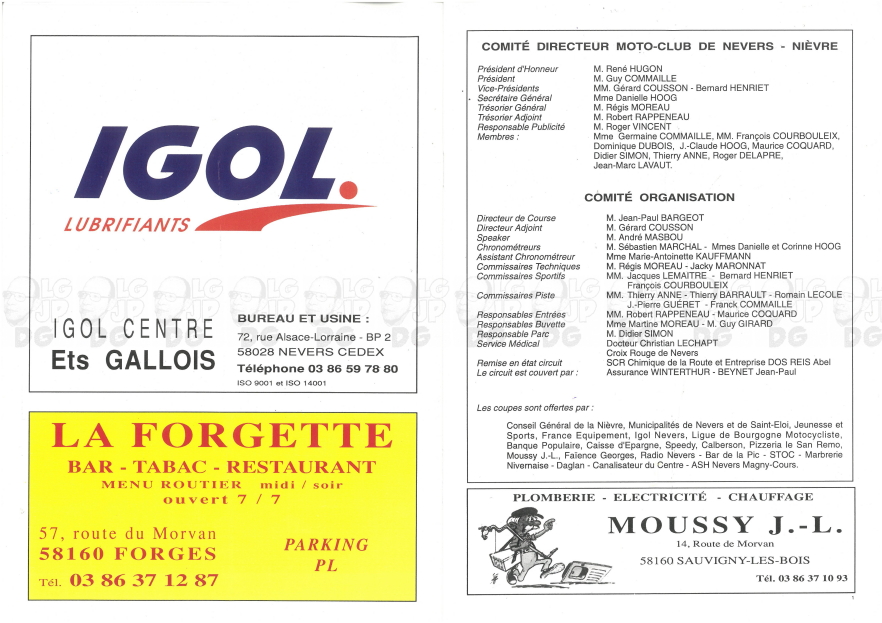 IGOL.
LUBRIFIANTS
IGOL CENTRE
Ets GALLOIS
BUREAU ET USINE :
72, rue Alsace-Lorraine - BP 2
58028 NEVERS CEDEX
Téléphone 03 86 59 78 80
ISO 9001 et ISO 14001
LA FORGETTE
BAR - TABAC - RESTAURANT
MENU ROUTIER midi / soir
ouvert 7 / 7
57, route du Morvan
58160 FORGES
Tél. 03 86 37 12 87
PARKING
PL
COMITÉ DIRECTEUR MOTO-CLUB DE NEVERS - NIÈVRE
Président d'Honneur M. René HUGON
Président M. Guy COMMAILLE
Vice-Présidents MM. Gérard COUSSON - Bernard HENRIET
Secrétaire Général Mme Danielle HOOG
Trésorier Général M. Régis MOREAU
Trésorier Adjoint M. Robert RAPPENEAU
Responsable Publicité M. Roger VINCENT
Membres : Mme Germaine COMMAILLE, MM. François COURBOULEIX,
Dominique DUBOIS, J.-Claude HOOG, Maurice COQUARD,
Didier SIMON, Thierry ANNE, Roger DELAPRE,
Jean-Marc LAVAUT.
COMITÉ ORGANISATION
Directeur de Course M. Jean-Paul BARGEOT
Directeur Adjoint M. Gérard COUSSON
Speaker M. André MASBOU
Chronométreurs M. Sébastien MARCHAL - Mmes Danielle et Corinne HOOG
Assistant Chronométreur Mme Marie-Antoinette KAUFFMANN
Commissaires Techniques M. Régis MOREAU - Jacky MARONNAT
Commissaires Sportifs MM. Jacques LEMAITRE - Bernard HENRIET
François COURBOULEIX
Commissaires Piste MM. Thierry ANNE - Thierry BARRAULT - Romain LECOLE
J.-Pierre GUÉRET - Franck COMMAILLE
Responsables Entrées MM. Robert RAPPENEAU - Maurice COQUARD
Responsables Buvette Mme Martine MOREAU - M. Guy GIRARD
Responsable Parc M. Didier SIMON
Service Médical Docteur Christian LECHAPT
Croix Rouge de Nevers
Remise en état circuit SCR Chimique de la Route et Entreprise DOS REIS Abel
Le circuit est couvert par : Assurance WINTERTHUR - BEYNET Jean-Paul
Les coupes sont offertes par :
Conseil Général de la Nièvre, Municipalités de Nevers et de Saint-Eloi, Jeunesse et
Sports, France Equipement, Igol Nevers, Ligue de Bourgogne Motocycliste,
Banque Populaire, Caisse d'Epargne, Speedy, Calberson, Pizzeria le San Remo,
Moussy J.-L., Faïence Georges, Radio Nevers - Bar de la Pic - STOC - Marbrerie
Nivernaise - Daglan - Canalisateur du Centre - ASH Nevers Magny-Cours.
PLOMBERIE - ELECTRICITÉ - CHAUFFAGE
MOUSSY J.-L.
14, Route de Morvan
58160 SAUVIGNY-LES-BOIS
Tél. 03 86 37 10 93
1